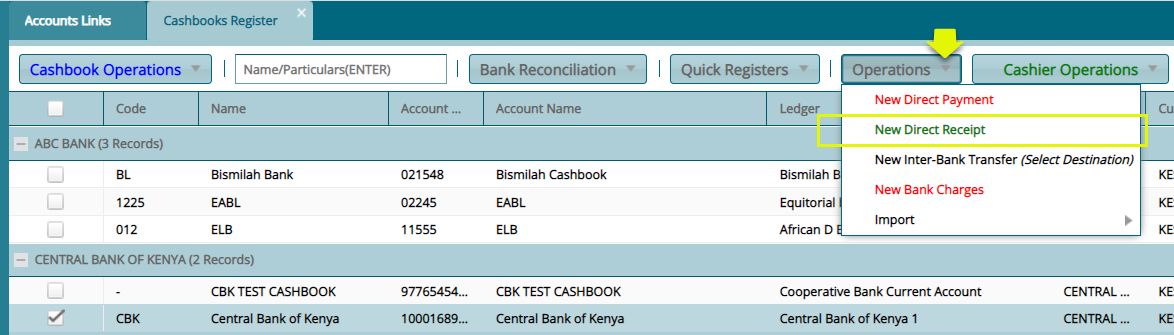 Accounts Links Cashbooks Register
Cashbook Operations Name/Particulars(ENTER) Bank Reconciliation Quick Registers Operations Cashier Operations
Code Name Account ... Account Name Ledger Cu
New Direct Payment
New Direct Receipt
New Inter-Bank Transfer (Select Destination)
New Bank Charges
Import
ABC BANK (3 Records)
BL Bismilah Bank 021548 Bismilah Cashbook Bismilah B KE
1225 EABL 02245 EABL Equitorial KE
012 ELB 11555 ELB African D E KE
CENTRAL BANK OF KENYA (2 Records)
- CBK TEST CASHBOOK 97765454... CBK TEST CASHBOOK Cooperative Bank Current Account CENTRAL ... KE
CBK Central Bank of Kenya 10001689... Central Bank of Kenya Central Bank of Kenya 1 CENTRAL ... KE